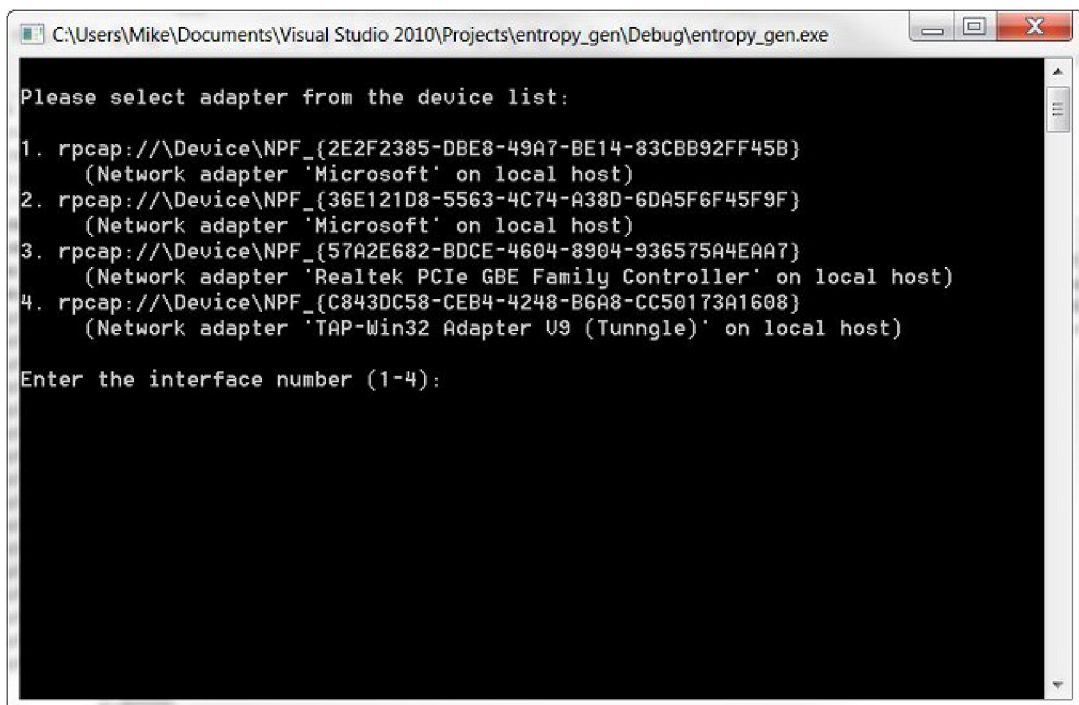 C:\Users\Mike\Documents\Visual Studio 2010\Projects\entropy_gen\Debug\entropy_gen.exe
Please select adapter from the device list:
1. rpcap://\Device\NPF_{2E2F2385-DBE8-49A7-BE14-83CBB92FF45B}
(Network adapter 'Microsoft' on local host)
2. rpcap://\Device\NPF_{36E121D8-5563-4C74-A38D-6DA5F6F45F9F}
(Network adapter 'Microsoft' on local host)
3. rpcap://\Device\NPF_{57A2E682-BDCE-4604-8904-936575A4EAA7}
(Network adapter 'Realtek PCIe GBE Family Controller' on local host)
4. rpcap://\Device\NPF_{C843DC58-CEB4-4248-B6A8-CC50173A1608}
(Network adapter 'TAP-Win32 Adapter V9 (Tunngle)' on local host)
Enter the interface number (1-4):